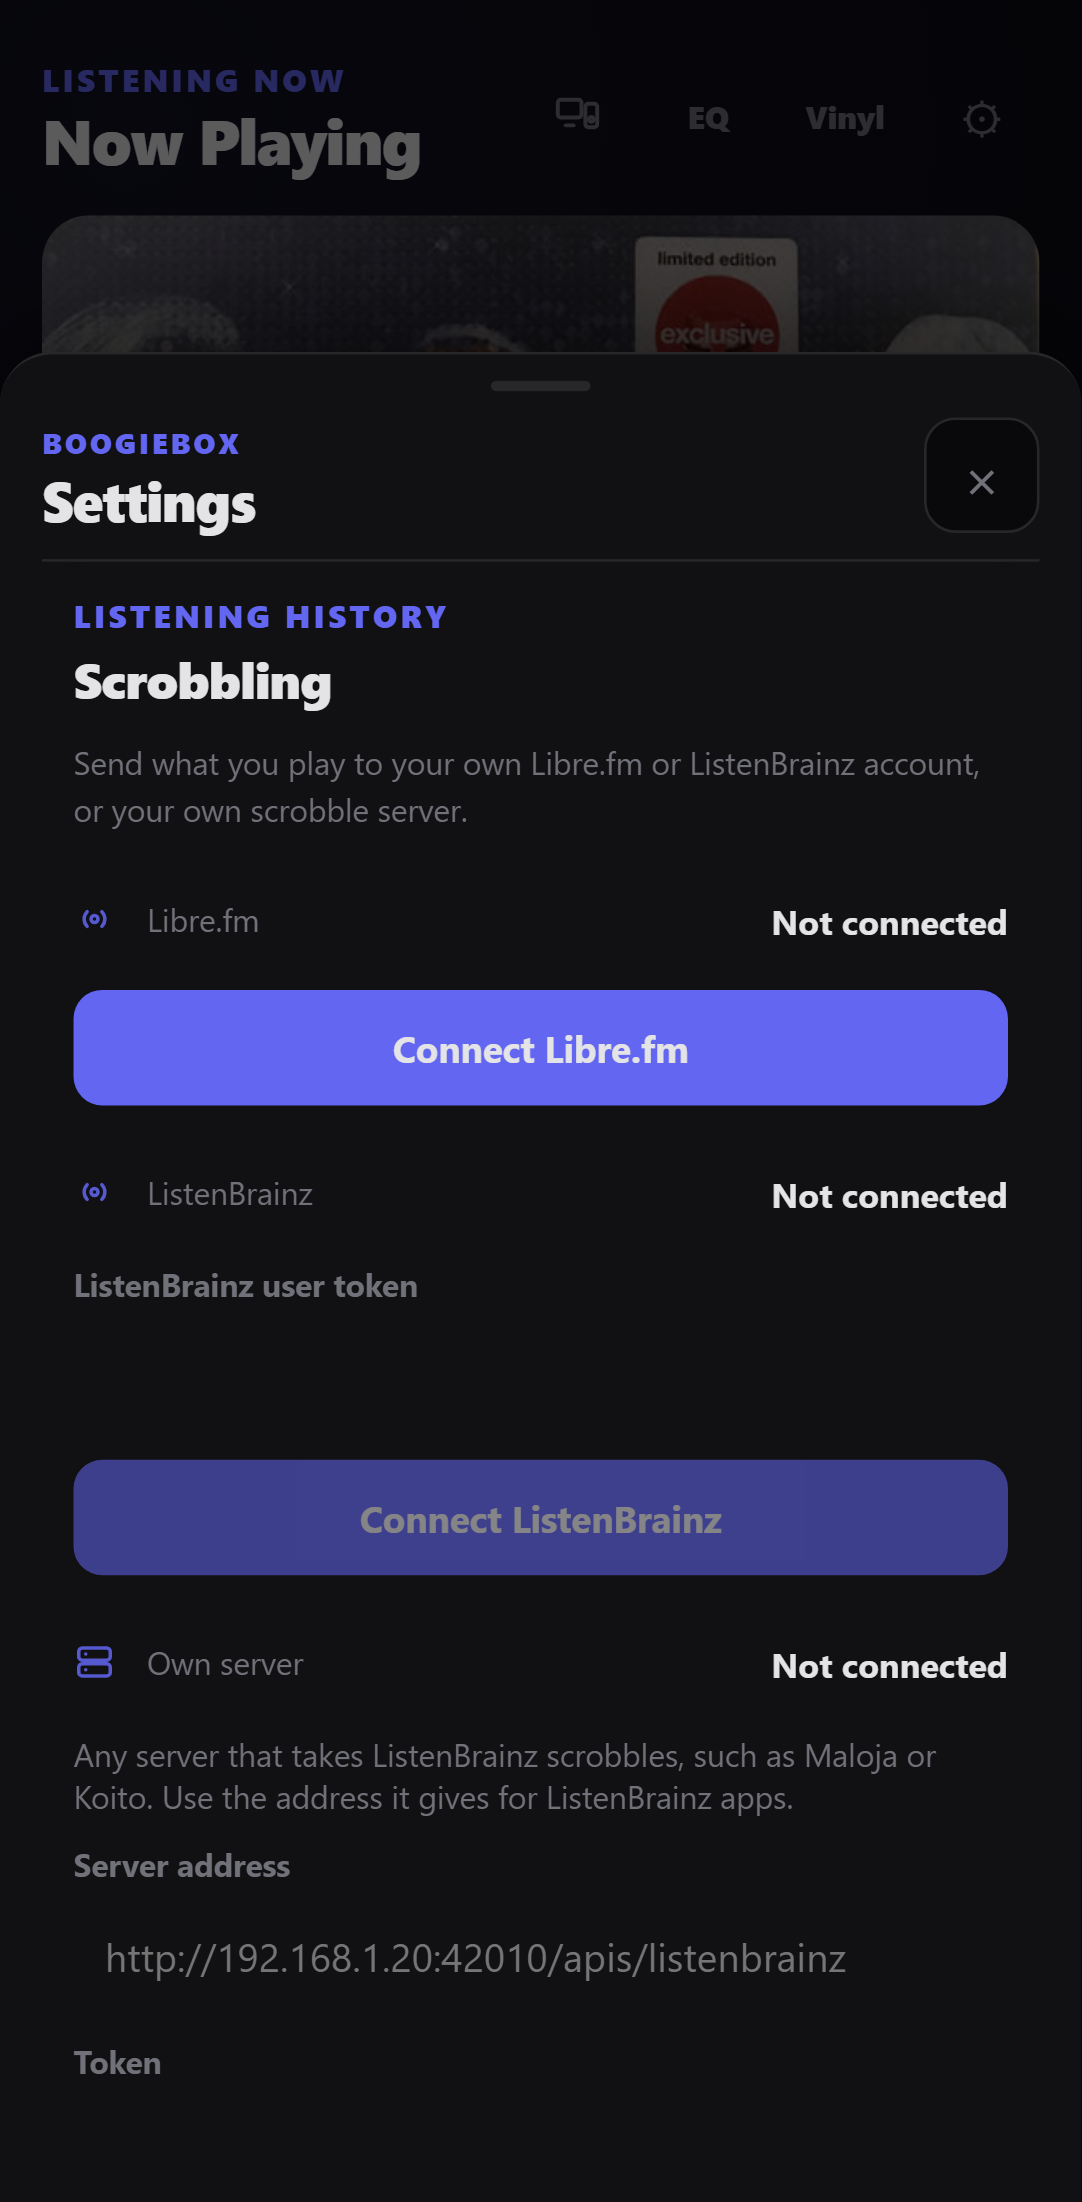 LISTENING NOW
Now Playing
EQ
Vinyl
limited edition
exclusive
BOOGIEBOX
Settings
×
LISTENING HISTORY
Scrobbling
Send what you play to your own Libre.fm or ListenBrainz account,
or your own scrobble server.
Libre.fm
Not connected
Connect Libre.fm
ListenBrainz
Not connected
ListenBrainz user token
Connect ListenBrainz
Own server
Not connected
Any server that takes ListenBrainz scrobbles, such as Maloja or
Koito. Use the address it gives for ListenBrainz apps.
Server address
http://192.168.1.20:42010/apis/listenbrainz
Token